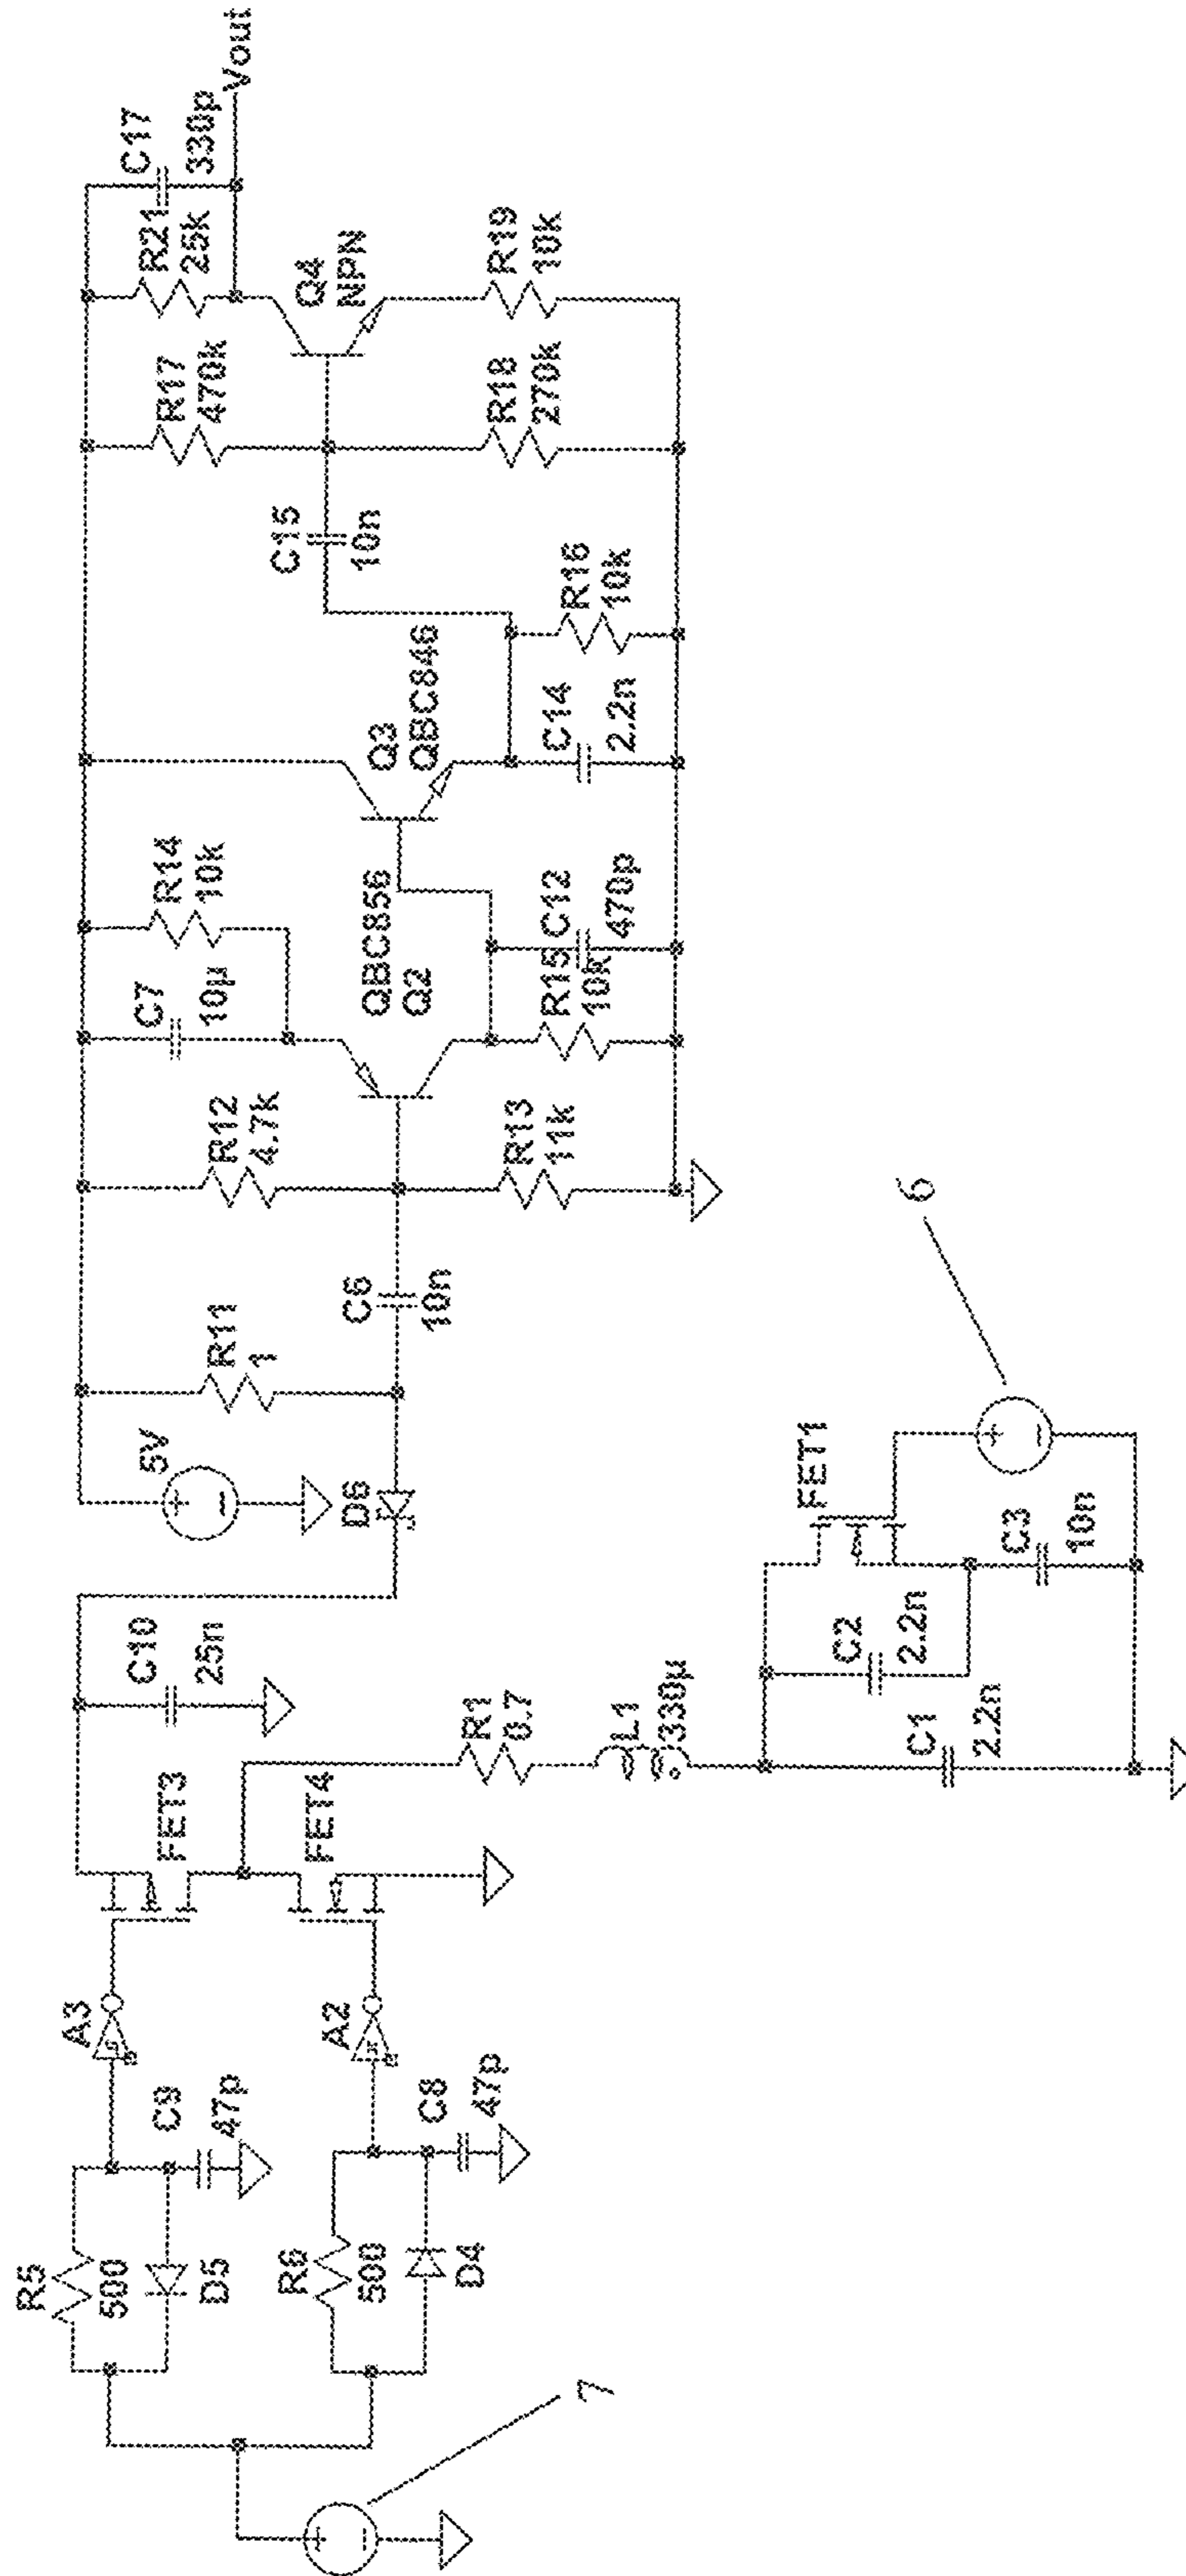 R5
500
D5
C9
47p
A3
R6
500
D4
C8
47p
A2
7
FET3
FET4
C10
25n
R1
0.7
L1
330µ
C1
2.2n
C2
2.2n
C3
10n
FET1
6
5V
D6
R11
1
C6
10n
R12
4.7k
R13
11k
C7
10µ
R14
10k
QBC856
Q2
R15
10k
C12
470p
Q3
QBC846
C14
2.2n
R16
10k
C15
10n
R17
470k
R18
270k
R21
25k
Q4
NPN
R19
10k
C17
330p
Vout